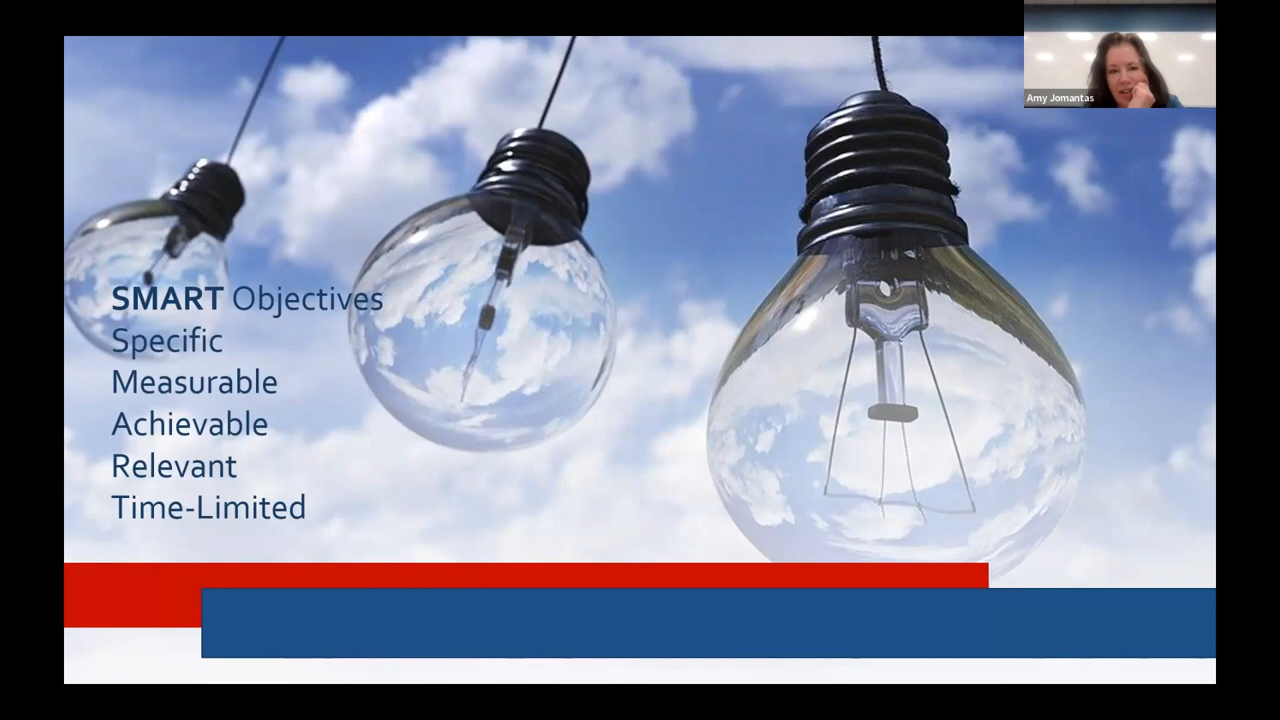 Amy Jomantas
SMART Objectives
Specific
Measurable
Achievable
Relevant
Time-Limited